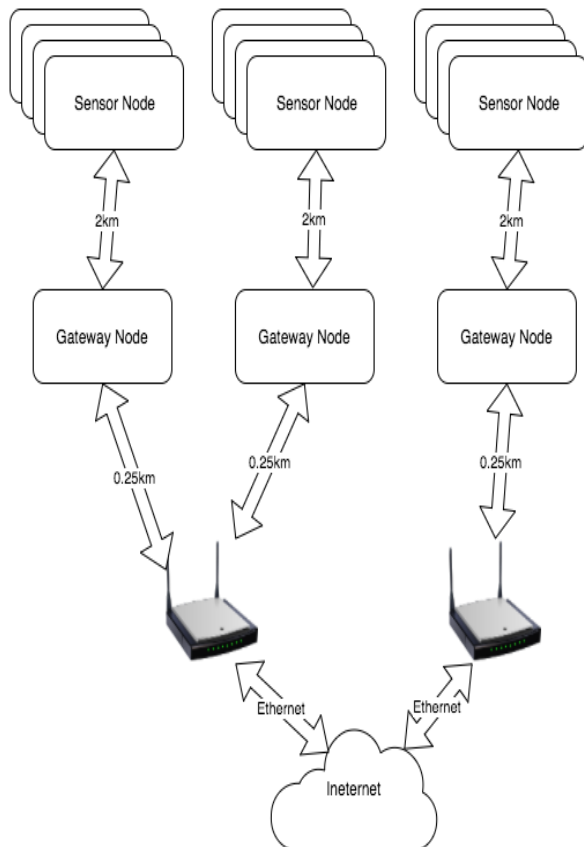 Sensor Node
Sensor Node
Sensor Node
2km
2km
2km
Gateway Node
Gateway Node
Gateway Node
0.25km
0.25km
0.25km
Ethernet
Ethernet
Ineternet